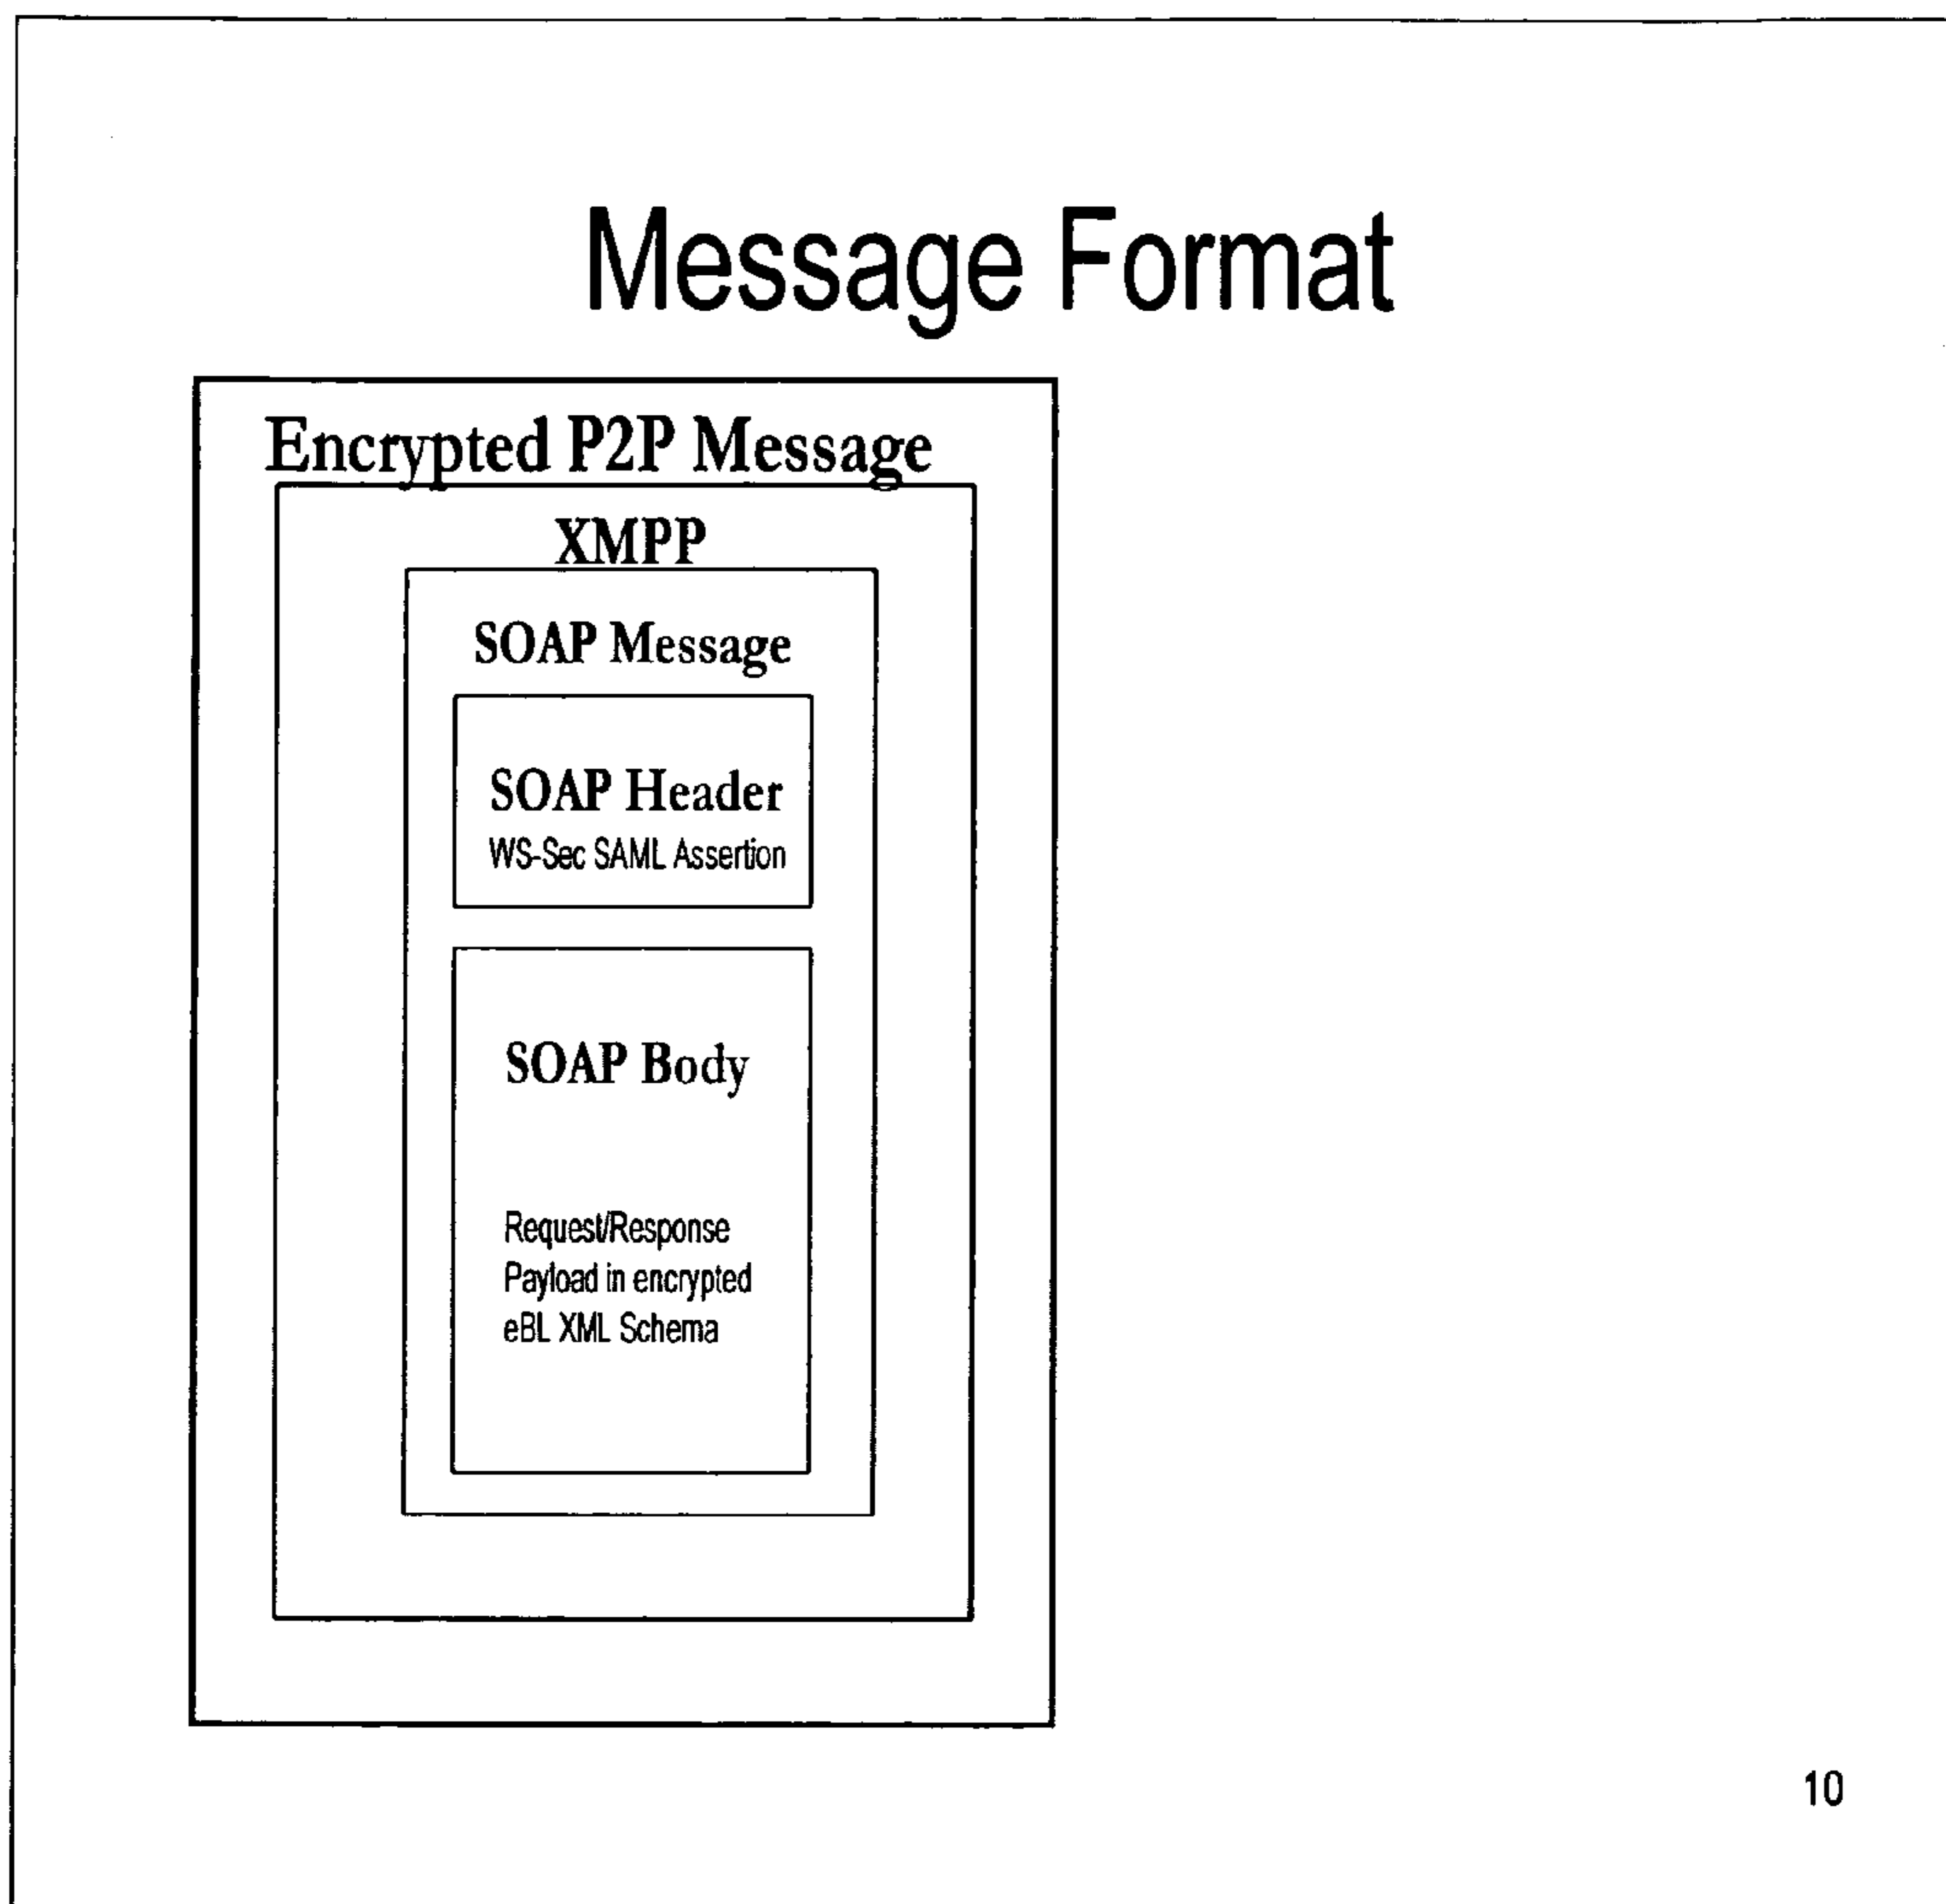 Message Format
Encrypted P2P Message
XMPP
SOAP Message
SOAP Header
WS-Sec SAML Assertion
SOAP Body
Request/Response
Payload in encrypted
eBL XML Schema
10